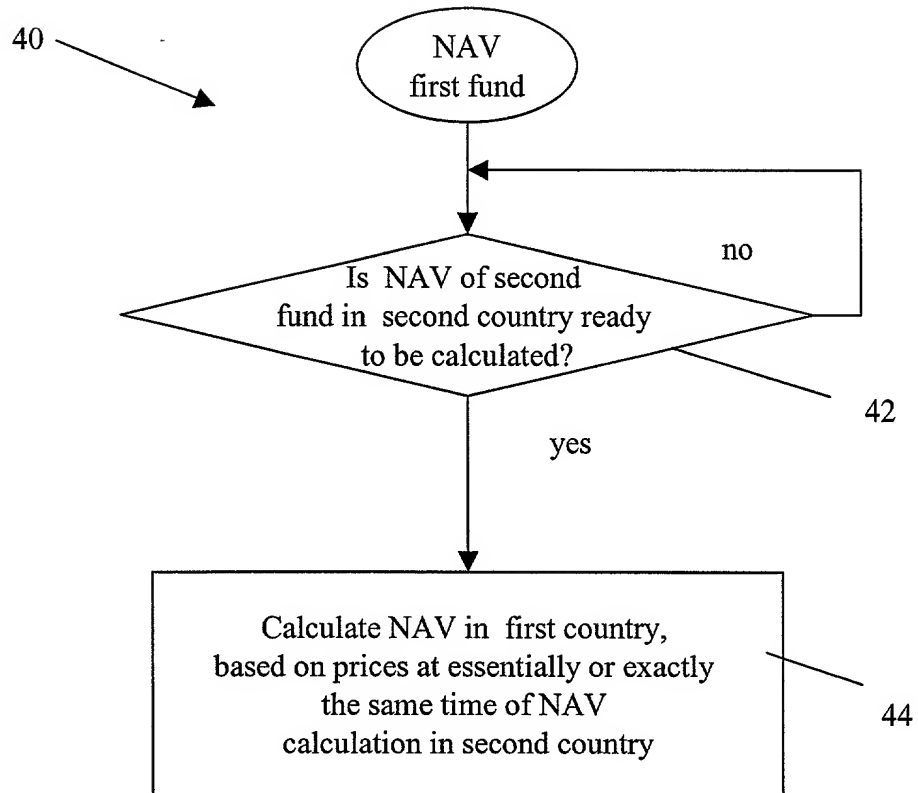 40
NAV
first fund
no
Is NAV of second
fund in second country ready
to be calculated?
42
yes
Calculate NAV in first country,
based on prices at essentially or exactly
the same time of NAV
calculation in second country
44